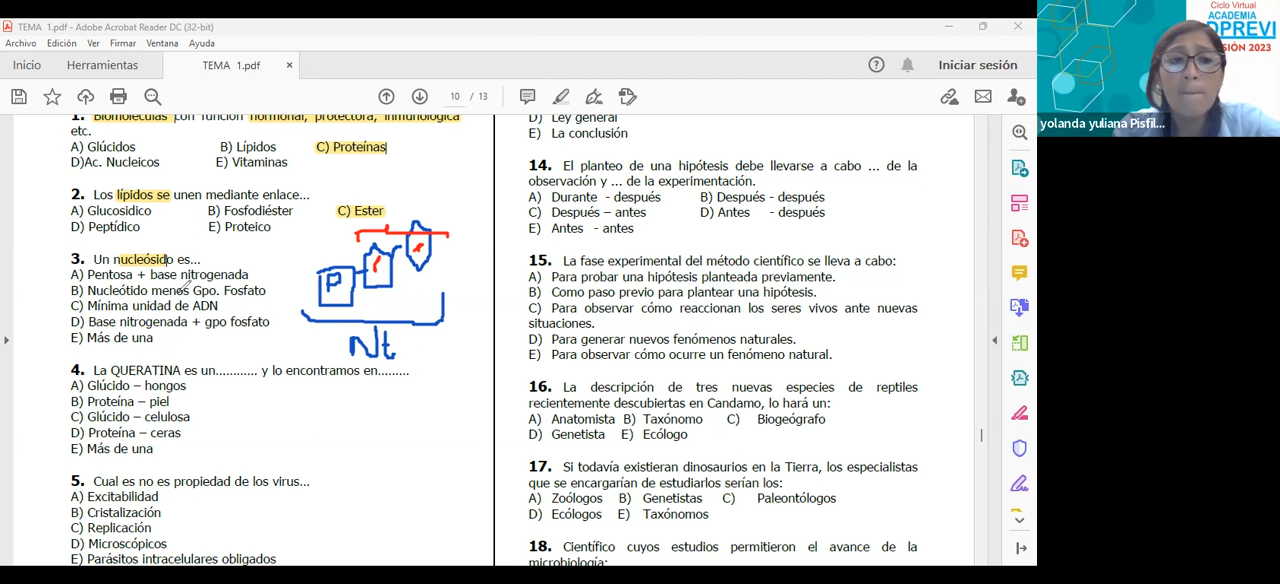 TEMA 1.pdf - Adobe Acrobat Reader DC (32-bit)
Archivo Edición Ver Firmar Ventana Ayuda
Inicio Herramientas TEMA 1.pdf × Iniciar sesión
10 / 13
1. Biomoleculas con función hormonal, protectora, inmunológica
etc.
A) Glúcidos B) Lípidos C) Proteínas
D)Ac. Nucleicos E) Vitaminas
2. Los lípidos se unen mediante enlace...
A) Glucosidico B) Fosfodiéster C) Ester
D) Peptídico E) Proteico
3. Un nucleósido es...
A) Pentosa + base nitrogenada
B) Nucleótido menos Gpo. Fosfato
C) Mínima unidad de ADN
D) Base nitrogenada + gpo fosfato
E) Más de una
P
Nt
4. La QUERATINA es un............ y lo encontramos en.........
A) Glúcido – hongos
B) Proteína – piel
C) Glúcido – celulosa
D) Proteína – ceras
E) Más de una
5. Cual es no es propiedad de los virus...
A) Excitabilidad
B) Cristalización
C) Replicación
D) Microscópicos
E) Parásitos intracelulares obligados
D) Ley general
E) La conclusión
14. El planteo de una hipótesis debe llevarse a cabo ... de la
observación y ... de la experimentación.
A) Durante - después B) Después - después
C) Después – antes D) Antes - después
E) Antes - antes
15. La fase experimental del método científico se lleva a cabo:
A) Para probar una hipótesis planteada previamente.
B) Como paso previo para plantear una hipótesis.
C) Para observar cómo reaccionan los seres vivos ante nuevas
situaciones.
D) Para generar nuevos fenómenos naturales.
E) Para observar cómo ocurre un fenómeno natural.
16. La descripción de tres nuevas especies de reptiles
recientemente descubiertas en Candamo, lo hará un:
A) Anatomista B) Taxónomo C) Biogeógrafo
D) Genetista E) Ecólogo
17. Si todavía existieran dinosaurios en la Tierra, los especialistas
que se encargarían de estudiarlos serían los:
A) Zoólogos B) Genetistas C) Paleontólogos
D) Ecólogos E) Taxónomos
18. Científico cuyos estudios permitieron el avance de la
microbiología:
Ciclo Virtual
ACADEMIA
DPREVI
SIÓN 2023
yolanda yuliana Pisfil...